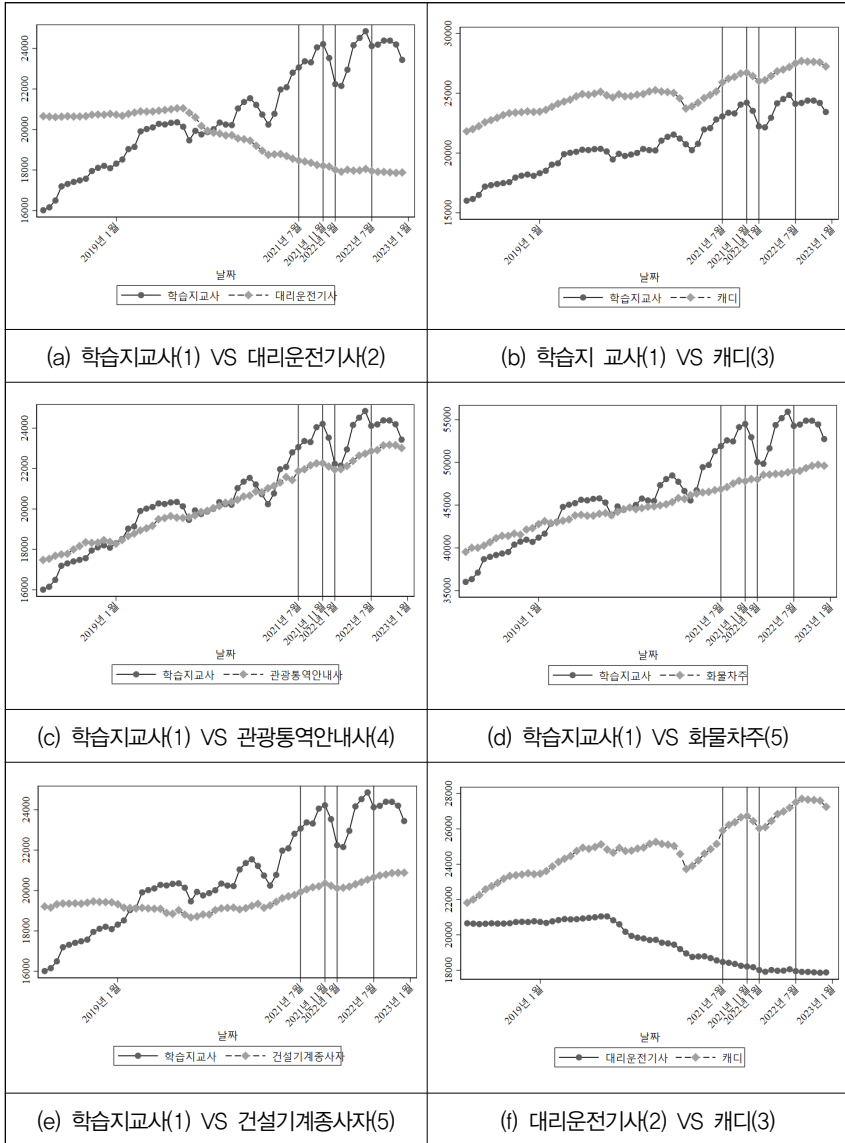 24000
22000
20000
18000
16000
2019년 1월
2021년 7월
2021년 11월
2022년 1월
2022년 7월
2023년 1월
날짜
학습지교사
대리운전기사
(a) 학습지교사(1) VS 대리운전기사(2)
30000
25000
20000
15000
2019년 1월
2021년 7월
2021년 11월
2022년 1월
2022년 7월
2023년 1월
날짜
학습지교사
캐디
(b) 학습지 교사(1) VS 캐디(3)
24000
22000
20000
18000
16000
2019년 1월
2021년 7월
2021년 11월
2022년 1월
2022년 7월
2023년 1월
날짜
학습지교사
관광통역안내사
(c) 학습지교사(1) VS 관광통역안내사(4)
55000
50000
45000
40000
35000
2019년 1월
2021년 7월
2021년 11월
2022년 1월
2022년 7월
2023년 1월
날짜
학습지교사
화물차주
(d) 학습지교사(1) VS 화물차주(5)
24000
22000
20000
18000
16000
2019년 1월
2021년 7월
2021년 11월
2022년 1월
2022년 7월
2023년 1월
날짜
학습지교사
건설기계종사자
(e) 학습지교사(1) VS 건설기계종사자(5)
28000
26000
24000
22000
20000
18000
2019년 1월
2021년 7월
2021년 11월
2022년 1월
2022년 7월
2023년 1월
날짜
대리운전기사
캐디
(f) 대리운전기사(2) VS 캐디(3)